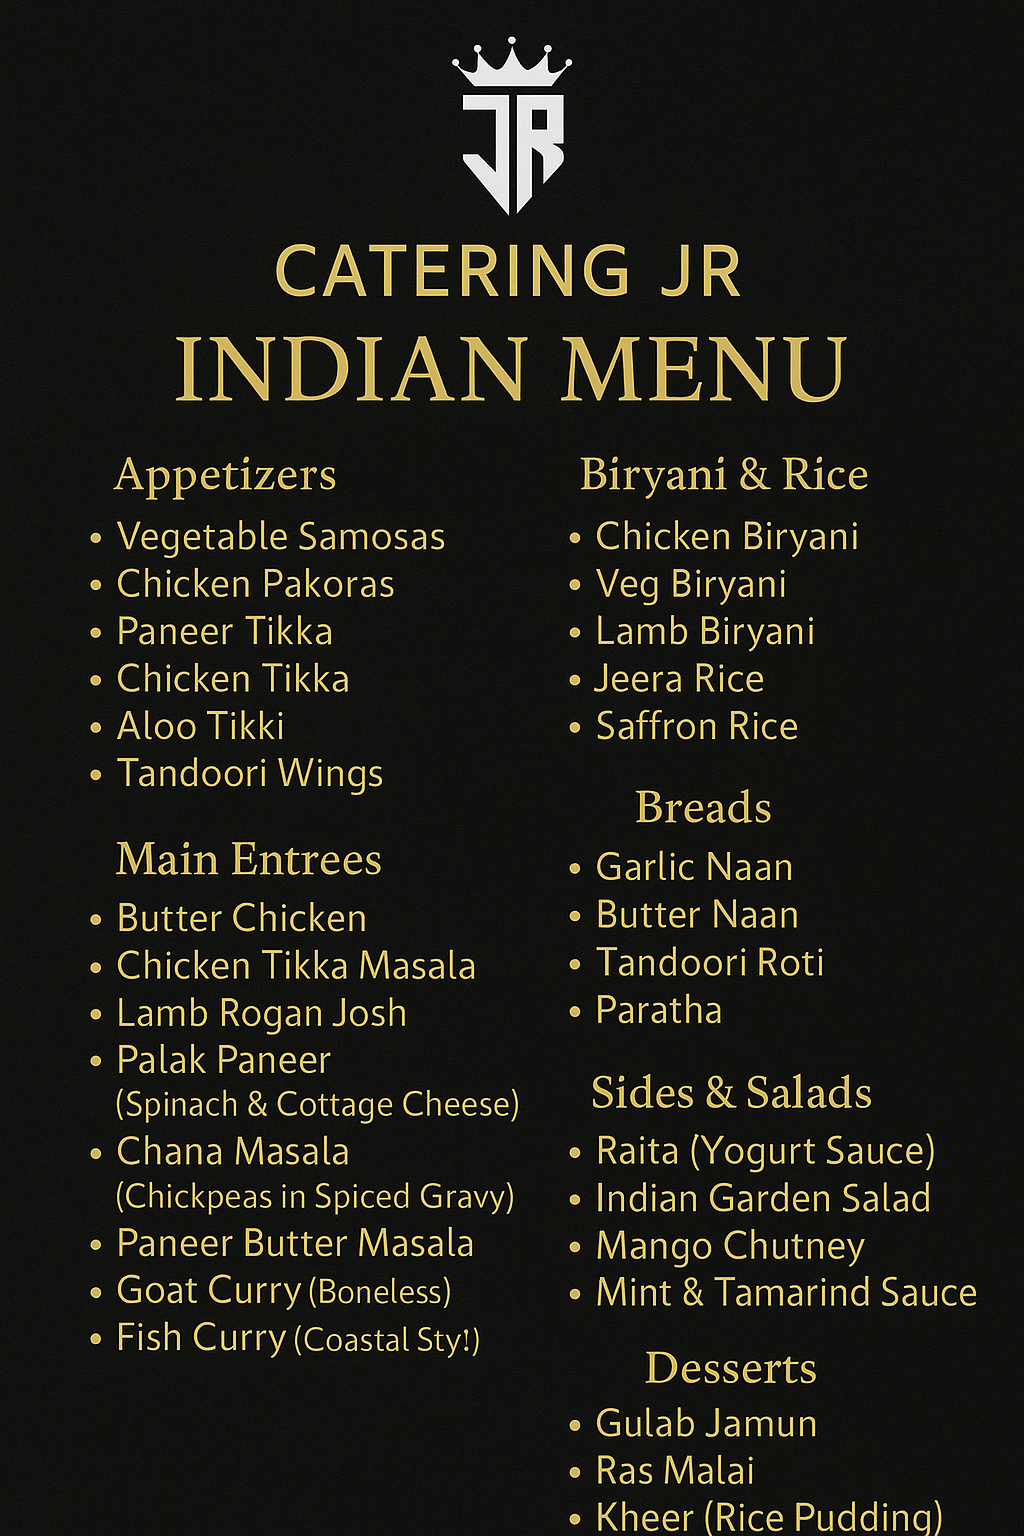 JR
CATERING JR
INDIAN MENU
Appetizers
• Vegetable Samosas
• Chicken Pakoras
• Paneer Tikka
• Chicken Tikka
• Aloo Tikki
• Tandoori Wings
Main Entrees
• Butter Chicken
• Chicken Tikka Masala
• Lamb Rogan Josh
• Palak Paneer
(Spinach & Cottage Cheese)
• Chana Masala
(Chickpeas in Spiced Gravy)
• Paneer Butter Masala
• Goat Curry (Boneless)
• Fish Curry (Coastal Sty!)
Biryani & Rice
• Chicken Biryani
• Veg Biryani
• Lamb Biryani
• Jeera Rice
• Saffron Rice
Breads
• Garlic Naan
• Butter Naan
• Tandoori Roti
• Paratha
Sides & Salads
• Raita (Yogurt Sauce)
• Indian Garden Salad
• Mango Chutney
• Mint & Tamarind Sauce
Desserts
• Gulab Jamun
• Ras Malai
• Kheer (Rice Pudding)